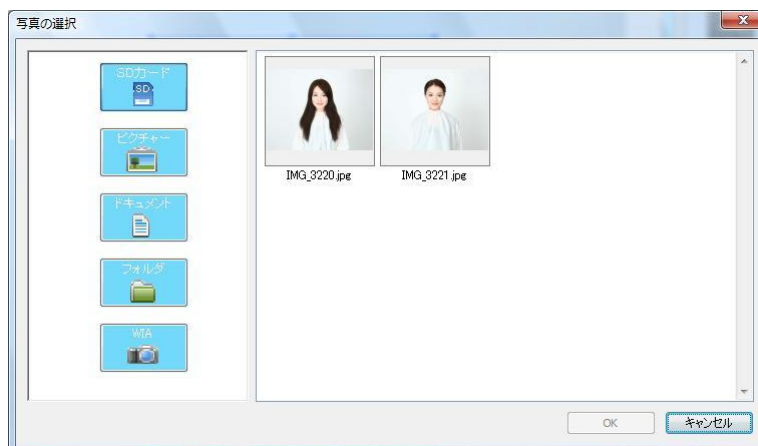 写真の選択
SDカード
SD
ピクチャー
ドキュメント
フォルダ
WIA
IMG_3220.jpg
IMG_3221.jpg
OK
キャンセル